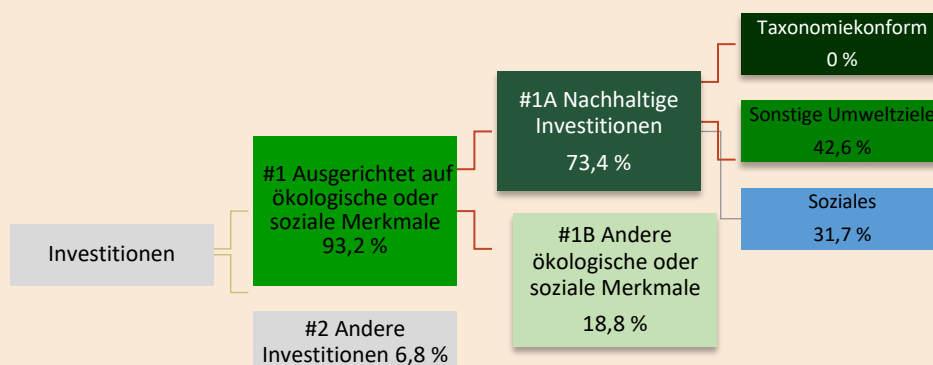 Investitionen
#1 Ausgerichtet auf
ökologische oder
soziale Merkmale
93,2 %
#2 Andere
Investitionen 6,8 %
#1A Nachhaltige
Investitionen
73,4 %
#1B Andere
ökologische oder
soziale Merkmale
18,8 %
Taxonomiekonform
0 %
Sonstige Umweltziele
42,6 %
Soziales
31,7 %